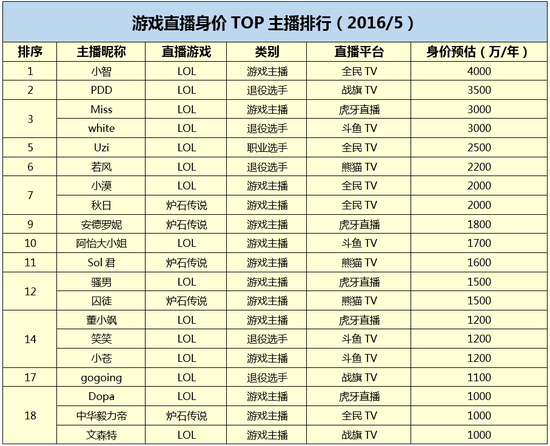 游戏直播身价 TOP 主播排行（2016/5）
排序 主播昵称 直播游戏 类别 直播平台 身价预估（万/年）
1 小智 LOL 游戏主播 全民 TV 4000
2 PDD LOL 退役选手 战旗 TV 3500
3 Miss LOL 游戏主播 虎牙直播 3000
white LOL 游戏主播 斗鱼 TV 3000
5 Uzi LOL 职业选手 全民 TV 2500
6 若风 LOL 退役选手 熊猫 TV 2200
7 小漠 LOL 游戏主播 全民 TV 2000
秋日 炉石传说 游戏主播 全民 TV 2000
9 安德罗妮 炉石传说 游戏主播 虎牙直播 1800
10 阿怡大小姐 LOL 游戏主播 斗鱼 TV 1700
11 Sol 君 炉石传说 游戏主播 熊猫 TV 1600
12 骚男 LOL 游戏主播 虎牙直播 1500
囚徒 炉石传说 游戏主播 熊猫 TV 1500
14 董小飒 LOL 游戏主播 虎牙直播 1200
笑笑 LOL 退役选手 斗鱼 TV 1200
小苍 LOL 游戏主播 斗鱼 TV 1200
17 gogoing LOL 退役选手 战旗 TV 1100
18 Dopa LOL 游戏主播 虎牙直播 1000
中华毅力帝 炉石传说 游戏主播 全民 TV 1000
文森特 LOL 游戏主播 战旗 TV 1000